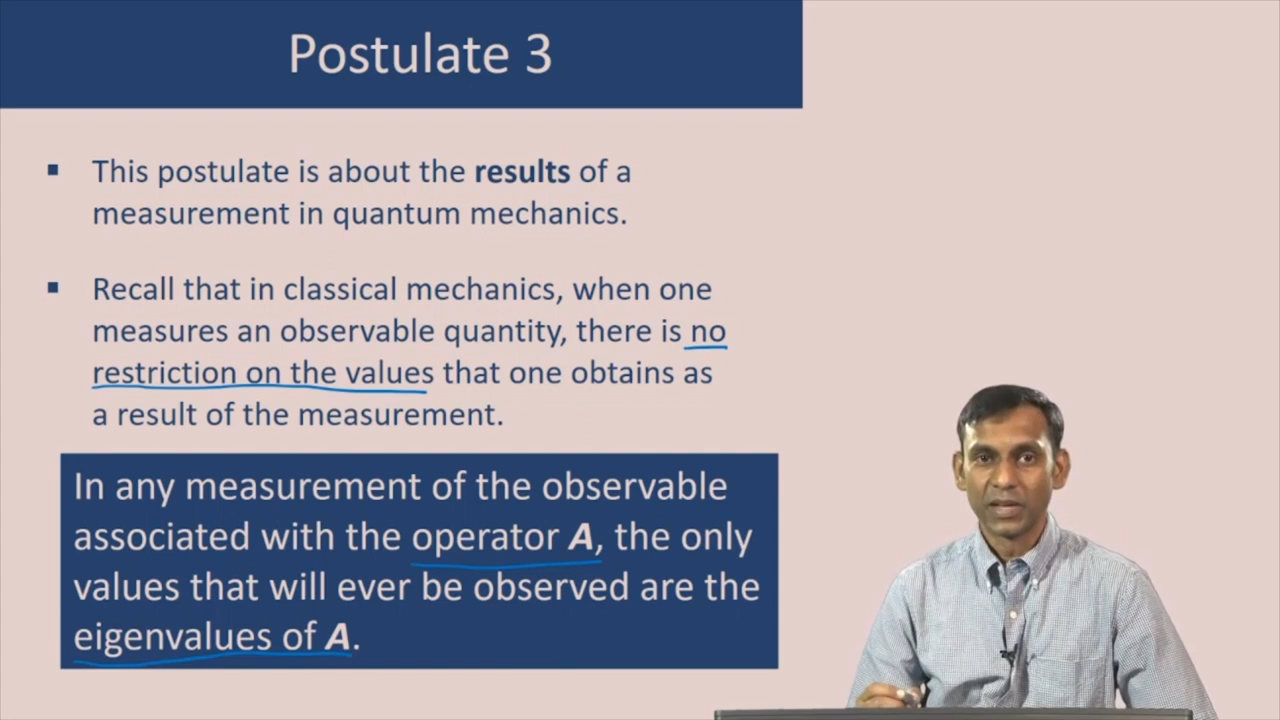 Postulate 3
▪ This postulate is about the results of a
measurement in quantum mechanics.
▪ Recall that in classical mechanics, when one
measures an observable quantity, there is no
restriction on the values that one obtains as
a result of the measurement.
In any measurement of the observable
associated with the operator A, the only
values that will ever be observed are the
eigenvalues of A.